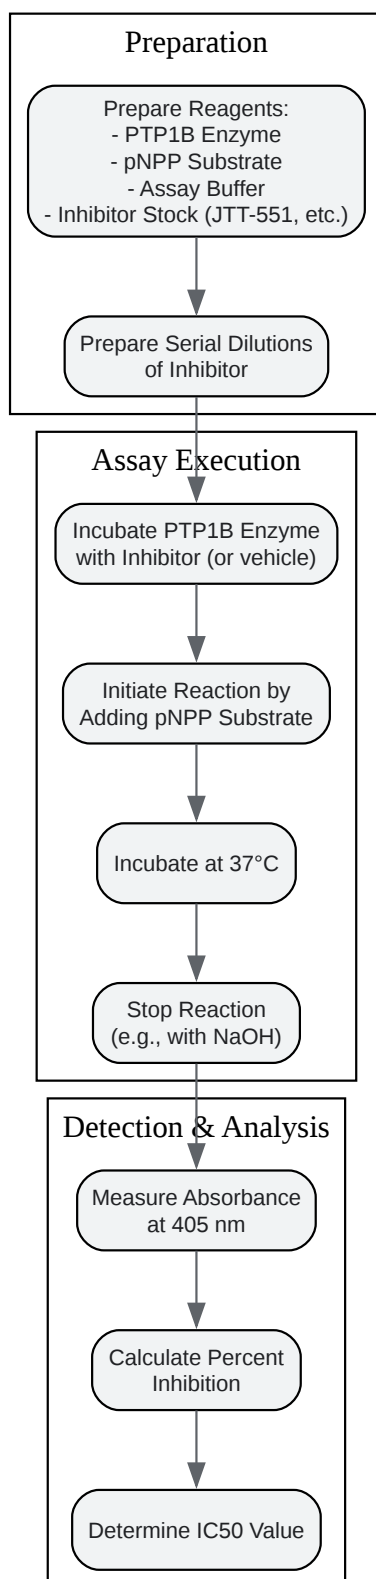 Preparation
Prepare Reagents:
- PTP1B Enzyme
- pNPP Substrate
- Assay Buffer
- Inhibitor Stock (JTT-551, etc.)
Prepare Serial Dilutions
of Inhibitor
Assay Execution
Incubate PTP1B Enzyme
with Inhibitor (or vehicle)
Initiate Reaction by
Adding pNPP Substrate
Incubate at 37°C
Stop Reaction
(e.g., with NaOH)
Detection & Analysis
Measure Absorbance
at 405 nm
Calculate Percent
Inhibition
Determine IC50 Value